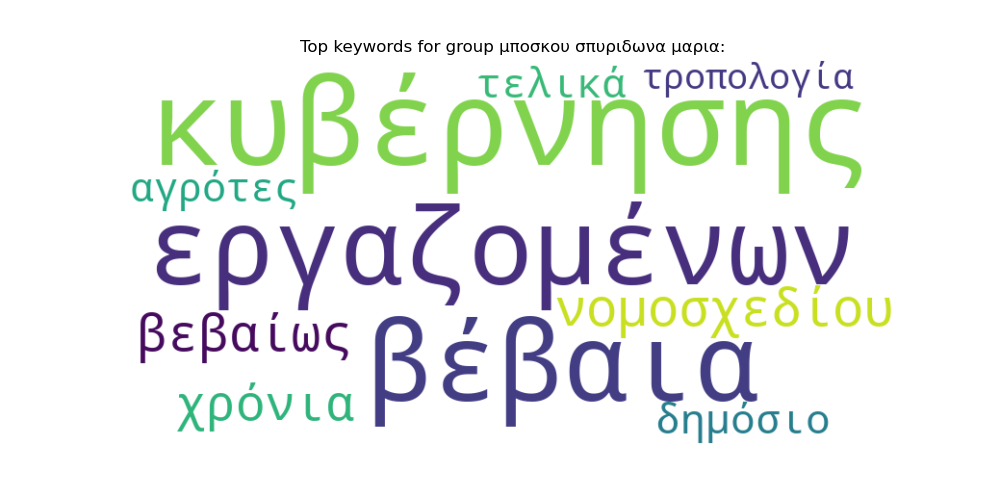 Top keywords for group μποσκου σπυριδωνα μαρια:
τελικά τροπολογία
κυβέρνησης
αγρότες
εργαζομένων
νομοσχεδίου
βεβαίως
βέβαια
χρόνια
δημόσιο